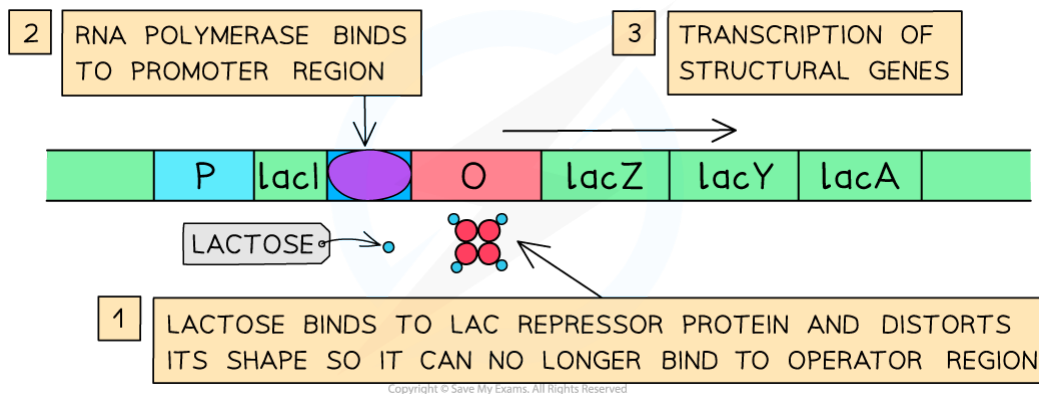 2
RNA POLYMERASE BINDS
TO PROMOTER REGION
3
TRANSCRIPTION OF
STRUCTURAL GENES
P lacI O lacZ lacY lacA
LACTOSE
1
LACTOSE BINDS TO LAC REPRESSOR PROTEIN AND DISTORTS
ITS SHAPE SO IT CAN NO LONGER BIND TO OPERATOR REGION
Copyright © Save My Exams. All Rights Reserved